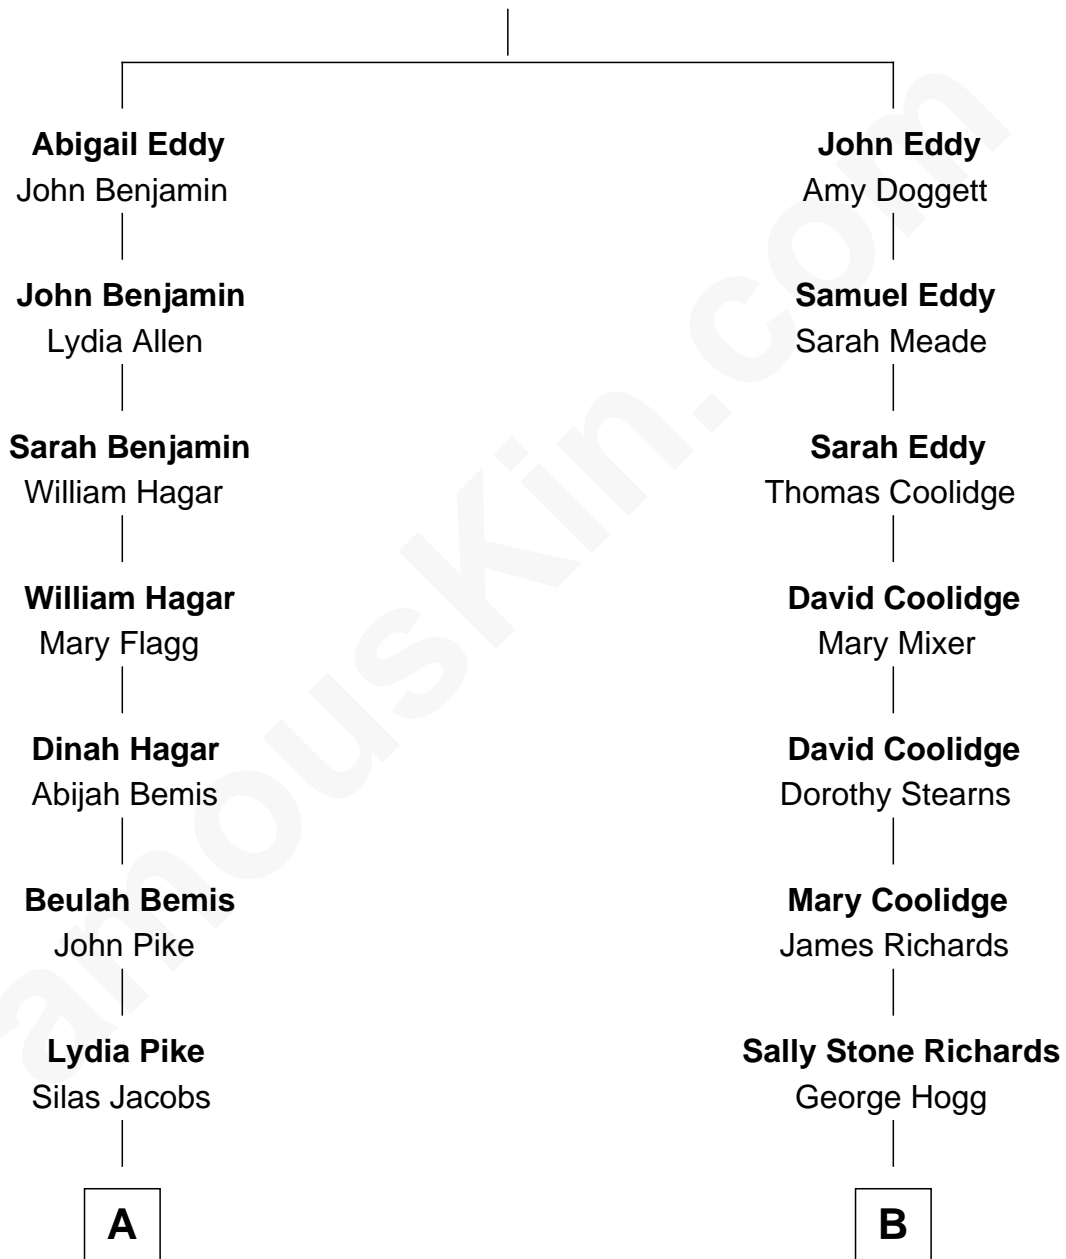 Abigail Eddy
John Benjamin
John Eddy
Amy Doggett
John Benjamin
Lydia Allen
Samuel Eddy
Sarah Meade
Sarah Benjamin
William Hagar
Sarah Eddy
Thomas Coolidge
William Hagar
Mary Flagg
David Coolidge
Mary Mixer
Dinah Hagar
Abijah Bemis
David Coolidge
Dorothy Stearns
Beulah Bemis
John Pike
Mary Coolidge
James Richards
Lydia Pike
Silas Jacobs
Sally Stone Richards
George Hogg
A
B
amouskin.com